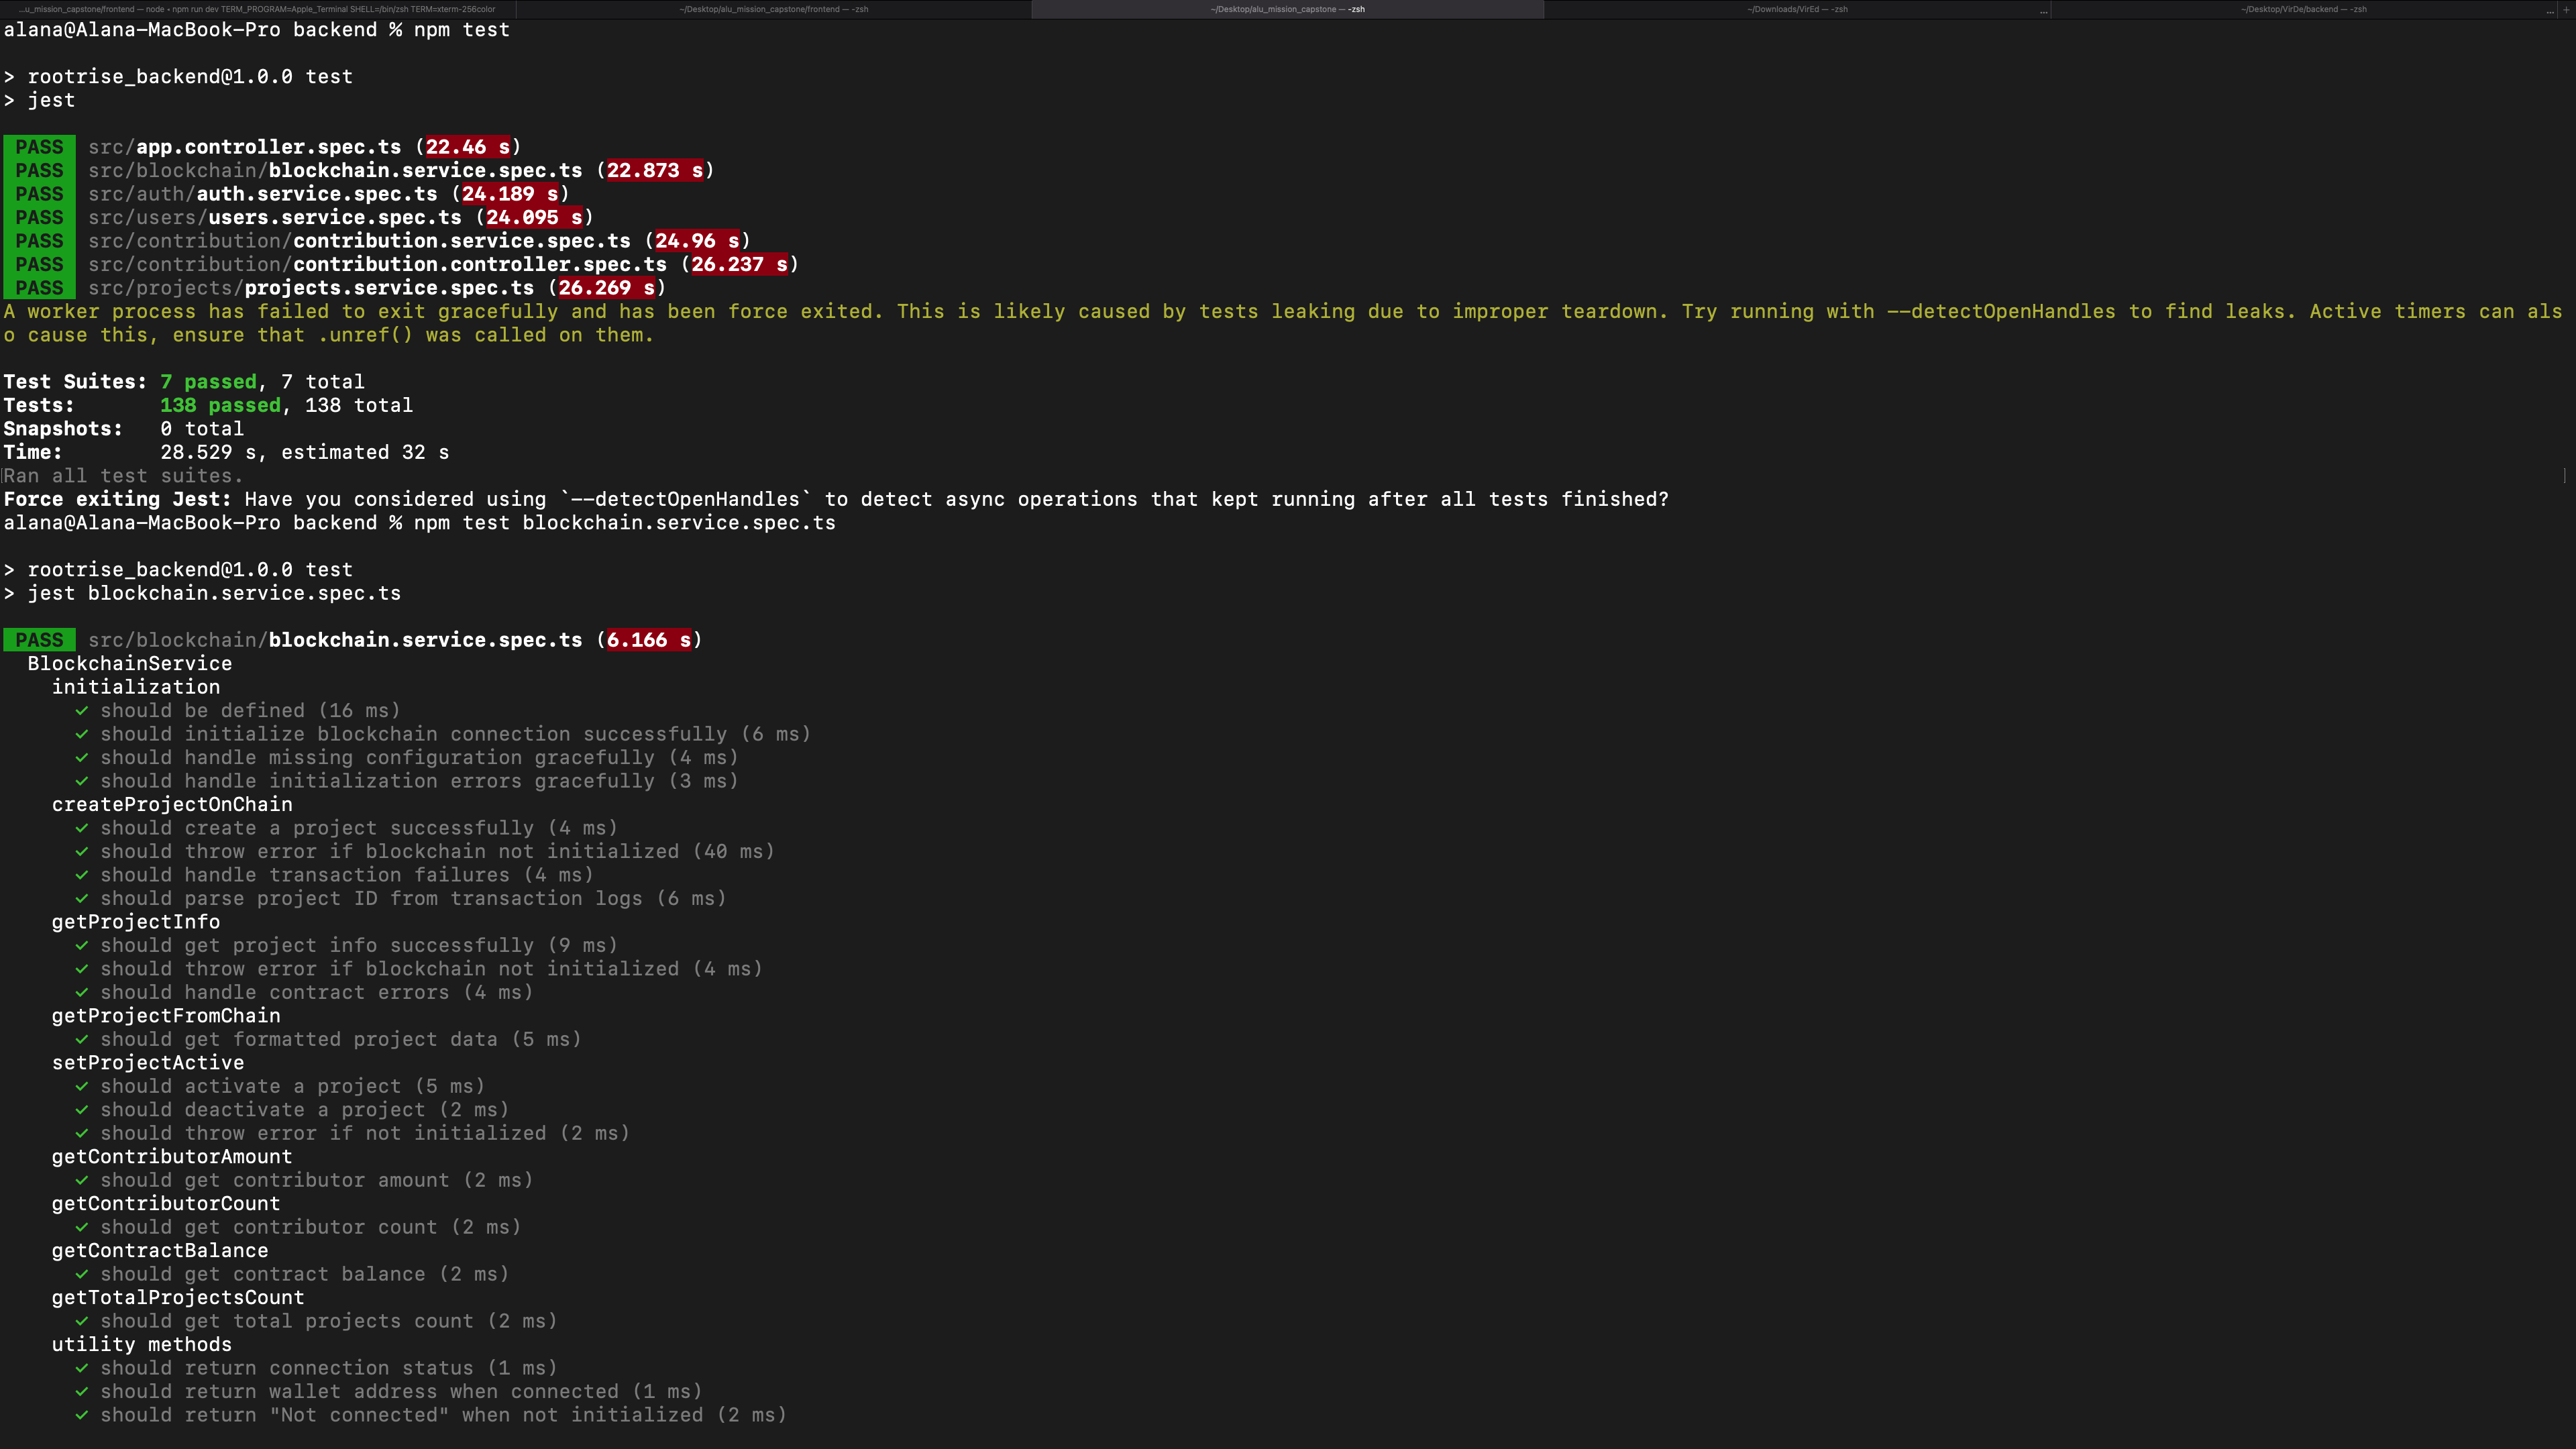 ...u_mission_capstone/frontend — node • npm run dev TERM_PROGRAM=Apple_Terminal SHELL=/bin/zsh TERM=xterm-256color
~/Desktop/alu_mission_capstone/frontend — -zsh
~/Desktop/alu_mission_capstone — -zsh
~/Downloads/VirEd — -zsh
...
~/Desktop/VirDe/backend — -zsh
... +
alana@Alana-MacBook-Pro backend % npm test
> rootrise_backend@1.0.0 test
> jest
PASS src/app.controller.spec.ts (22.46 s)
PASS src/blockchain/blockchain.service.spec.ts (22.873 s)
PASS src/auth/auth.service.spec.ts (24.189 s)
PASS src/users/users.service.spec.ts (24.095 s)
PASS src/contribution/contribution.service.spec.ts (24.96 s)
PASS src/contribution/contribution.controller.spec.ts (26.237 s)
PASS src/projects/projects.service.spec.ts (26.269 s)
A worker process has failed to exit gracefully and has been force exited. This is likely caused by tests leaking due to improper teardown. Try running with --detectOpenHandles to find leaks. Active timers can als
o cause this, ensure that .unref() was called on them.
Test Suites: 7 passed, 7 total
Tests: 138 passed, 138 total
Snapshots: 0 total
Time: 28.529 s, estimated 32 s
Ran all test suites.
Force exiting Jest: Have you considered using `--detectOpenHandles` to detect async operations that kept running after all tests finished?
alana@Alana-MacBook-Pro backend % npm test blockchain.service.spec.ts
> rootrise_backend@1.0.0 test
> jest blockchain.service.spec.ts
PASS src/blockchain/blockchain.service.spec.ts (6.166 s)
BlockchainService
initialization
✓ should be defined (16 ms)
✓ should initialize blockchain connection successfully (6 ms)
✓ should handle missing configuration gracefully (4 ms)
✓ should handle initialization errors gracefully (3 ms)
createProjectOnChain
✓ should create a project successfully (4 ms)
✓ should throw error if blockchain not initialized (40 ms)
✓ should handle transaction failures (4 ms)
✓ should parse project ID from transaction logs (6 ms)
getProjectInfo
✓ should get project info successfully (9 ms)
✓ should throw error if blockchain not initialized (4 ms)
✓ should handle contract errors (4 ms)
getProjectFromChain
✓ should get formatted project data (5 ms)
setProjectActive
✓ should activate a project (5 ms)
✓ should deactivate a project (2 ms)
✓ should throw error if not initialized (2 ms)
getContributorAmount
✓ should get contributor amount (2 ms)
getContributorCount
✓ should get contributor count (2 ms)
getContractBalance
✓ should get contract balance (2 ms)
getTotalProjectsCount
✓ should get total projects count (2 ms)
utility methods
✓ should return connection status (1 ms)
✓ should return wallet address when connected (1 ms)
✓ should return "Not connected" when not initialized (2 ms)